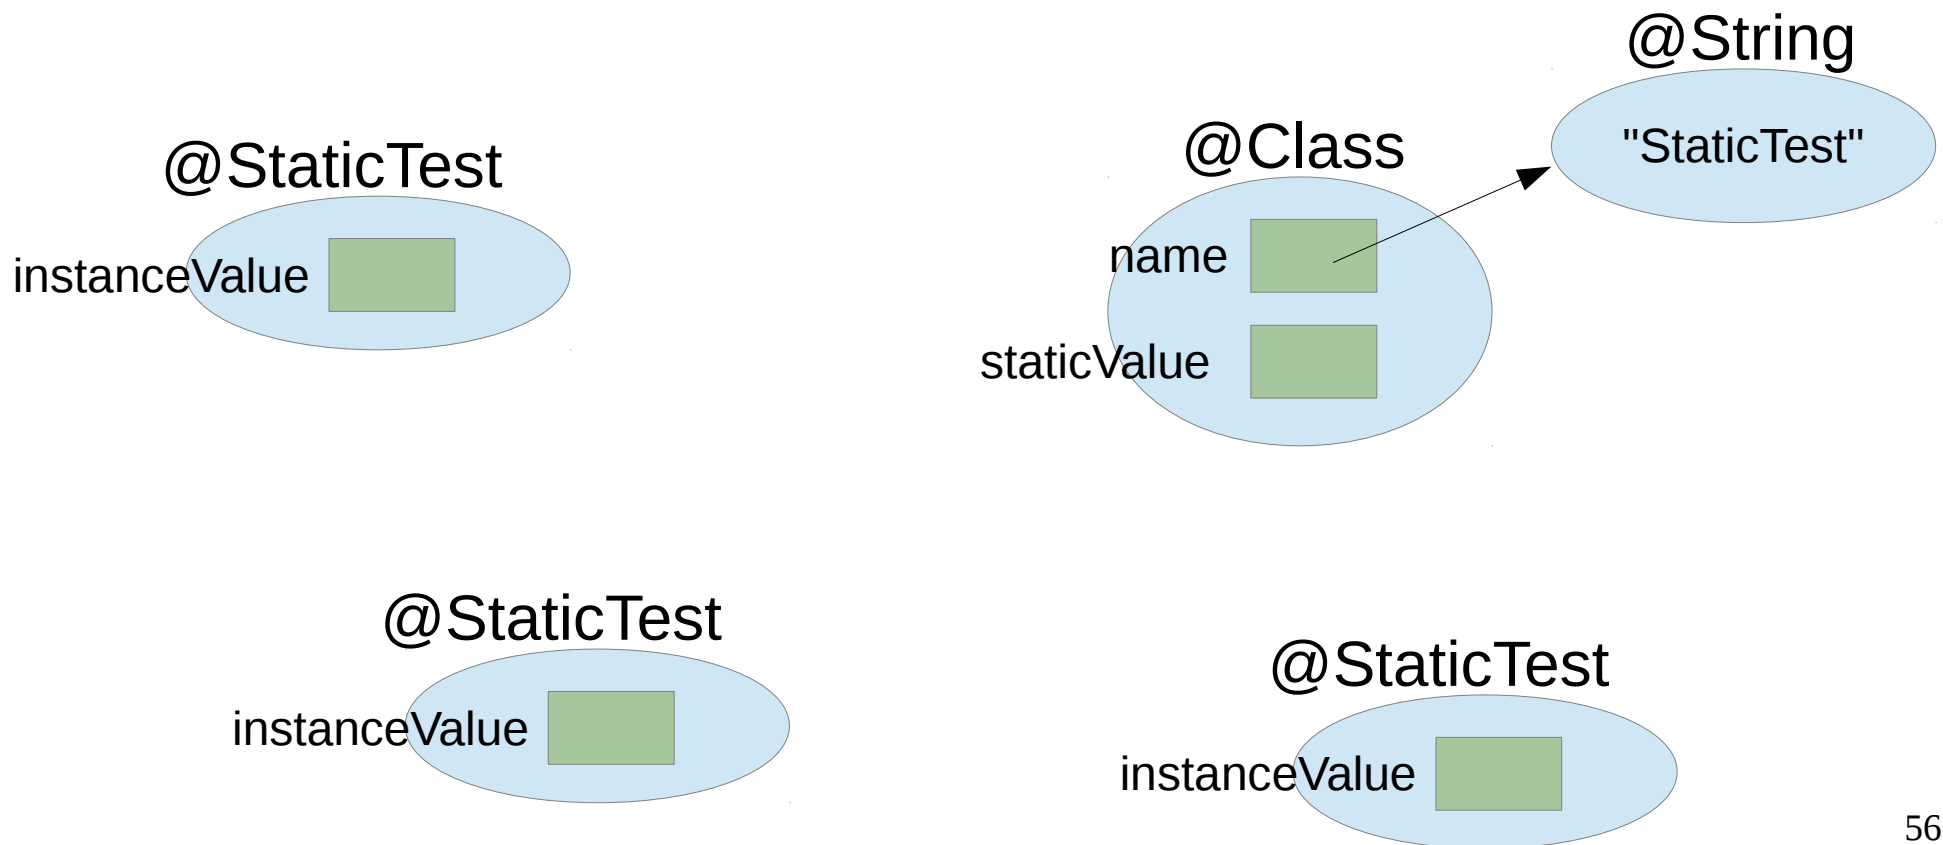 @String
"StaticTest"
@Class
@StaticTest
name
instanceValue
staticValue
@StaticTest
instanceValue
@StaticTest
instanceValue
56